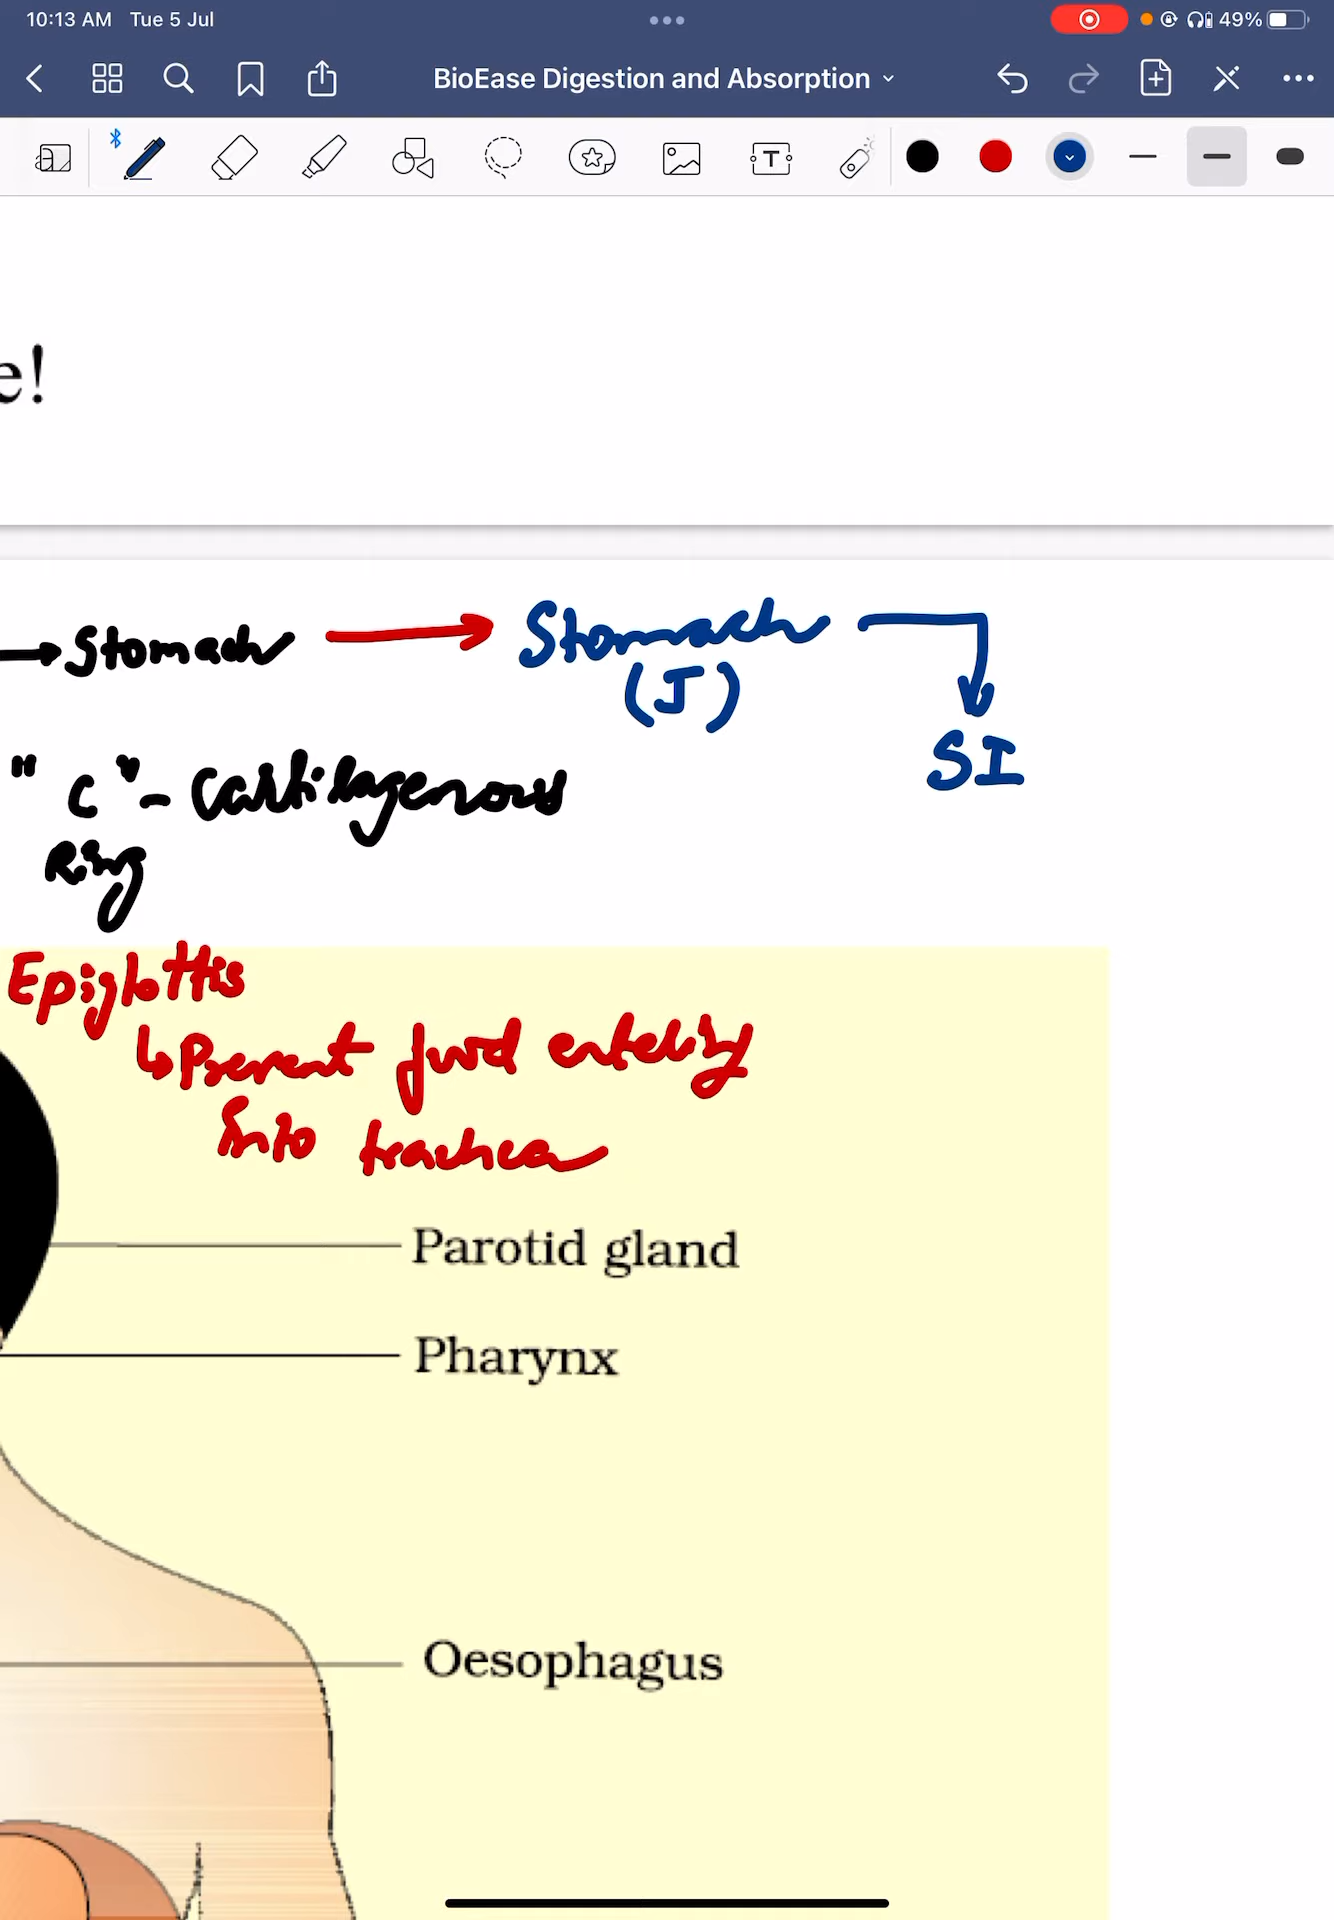 10:13 AM Tue 5 Jul
49%
BioEase Digestion and Absorption
T
e!
Stomach Stomach
(J)
SI
"C" - Cartilagenous
Ring
Epiglottis
Prevent food entering
into trachea
Parotid gland
Pharynx
Oesophagus